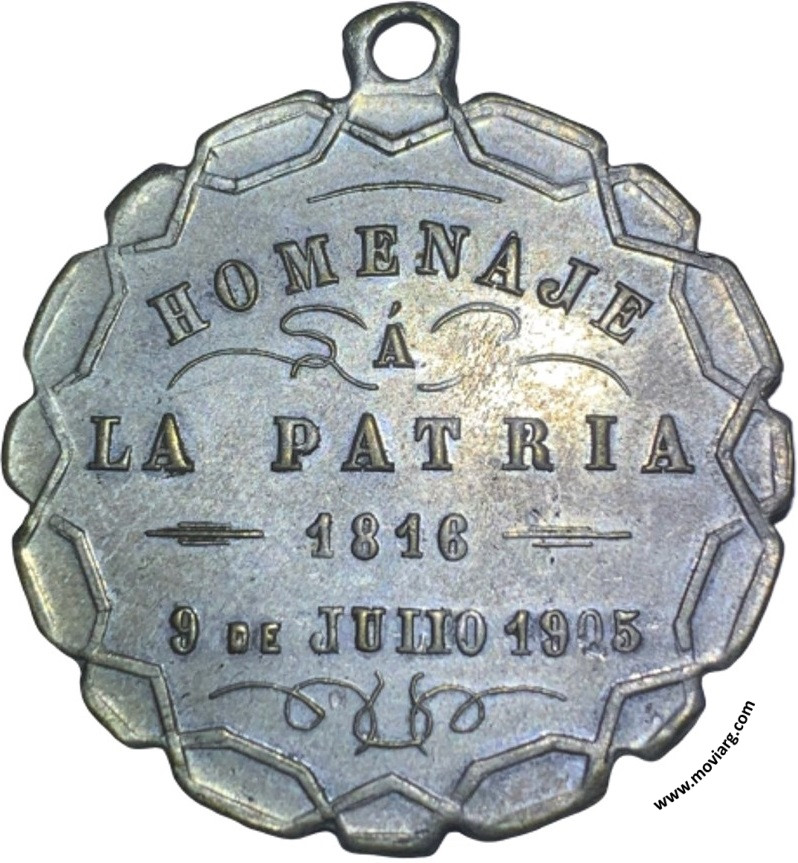 HOMENAJE
Á
LA PATRIA
1816
9 DE JULIO 1905
www.moviarg.com